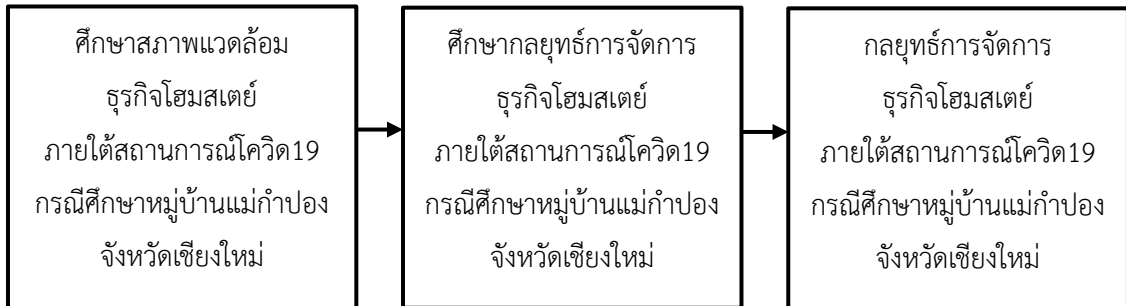 ศึกษาสภาพแวดล้อม
ธุรกิจโฮมสเตย์
ภายใต้สถานการณ์โควิด19
กรณีศึกษาหมู่บ้านแม่กำปอง
จังหวัดเชียงใหม่
ศึกษากลยุทธ์การจัดการ
ธุรกิจโฮมสเตย์
ภายใต้สถานการณ์โควิด19
กรณีศึกษาหมู่บ้านแม่กำปอง
จังหวัดเชียงใหม่
กลยุทธ์การจัดการ
ธุรกิจโฮมสเตย์
ภายใต้สถานการณ์โควิด19
กรณีศึกษาหมู่บ้านแม่กำปอง
จังหวัดเชียงใหม่